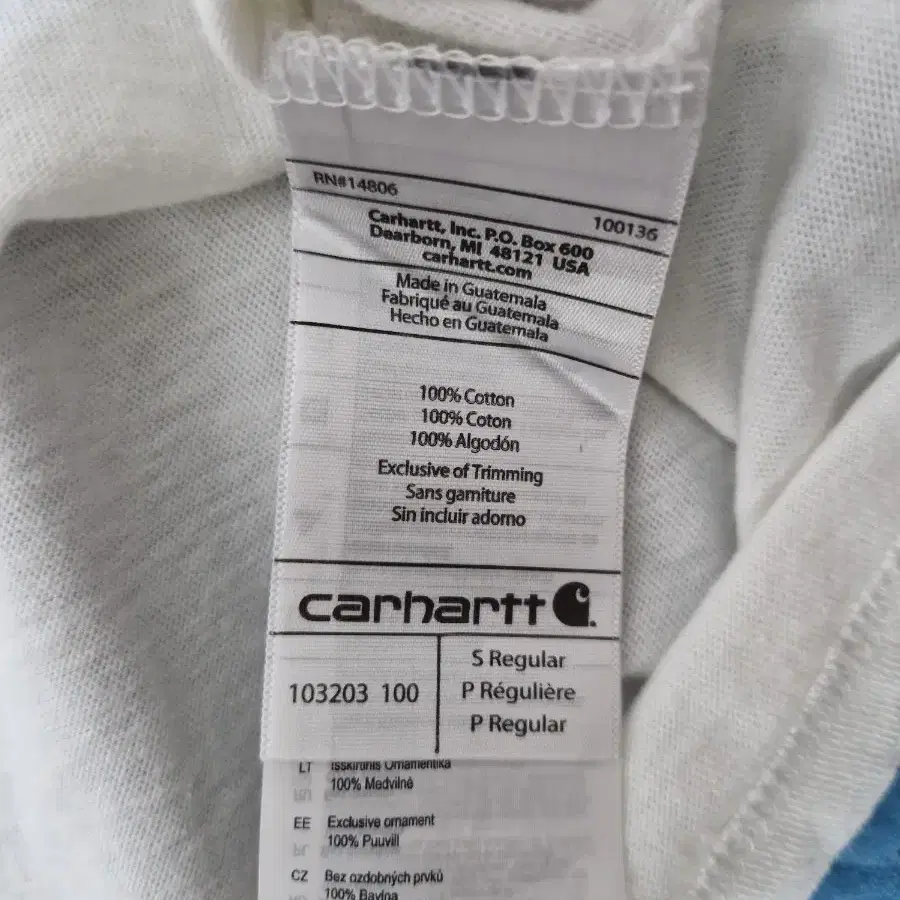 RN#14806
100136
Carhartt, Inc. P.O. Box 600
Dearborn, MI 48121 USA
carhartt.com
Made in Guatemala
Fabriqué au Guatemala
Hecho en Guatemala
100% Cotton
100% Coton
100% Algodón
Exclusive of Trimming
Sans garniture
Sin incluir adorno
carhartt
103203 100
S Regular
P Régulière
P Regular
LT
100% Medvilnė
EE Exclusive ornament
100% Puuvill
CZ Bez ozdobných prvků
100% Bavlna